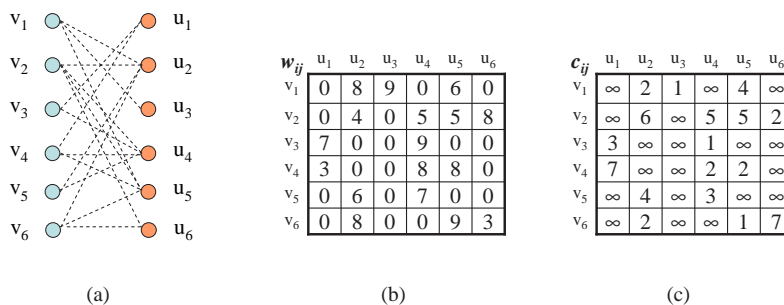 v1 u1
v2 u2
v3 u3
v4 u4
v5 u5
v6 u6
(a)
wij u1 u2 u3 u4 u5 u6
v1 0 8 9 0 6 0
v2 0 4 0 5 5 8
v3 7 0 0 9 0 0
v4 3 0 0 8 8 0
v5 0 6 0 7 0 0
v6 0 8 0 0 9 3
(b)
cij u1 u2 u3 u4 u5 u6
v1 ∞ 2 1 ∞ 4 ∞
v2 ∞ 6 ∞ 5 5 2
v3 3 ∞ ∞ 1 ∞ ∞
v4 7 ∞ ∞ 2 2 ∞
v5 ∞ 4 ∞ 3 ∞ ∞
v6 ∞ 2 ∞ ∞ 1 7
(c)